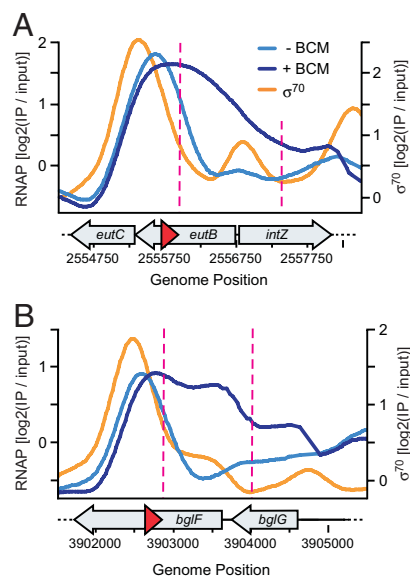 A
RNAP [log2(IP / input)]
2
1
0
- BCM
+ BCM
σ70
2
1
0
σ70 [log2(IP / input)]
eutC
eutB
intZ
2554750
2555750
2556750
2557750
Genome Position
B
RNAP [log2(IP / input)]
1
0
2
1
0
σ70 [log2(IP / input)]
bglF
bglG
3902000
3903000
3904000
3905000
Genome Position